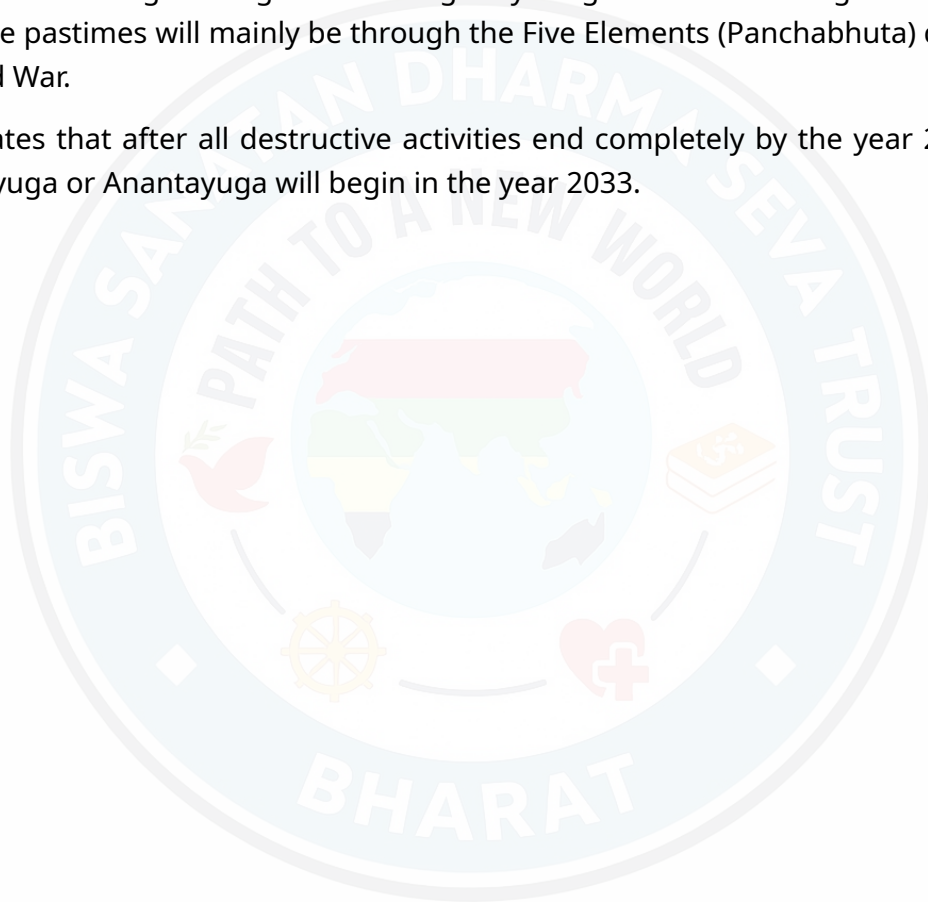 e pastimes will mainly be through the Five Elements (Panchabhuta)
War.
ates that after all destructive activities end completely by the year
yuga or Anantayuga will begin in the year 2033.
BISWA SANATAN DHARMA SEVA TRUST
PATH TO A NEW WORLD
BHARAT